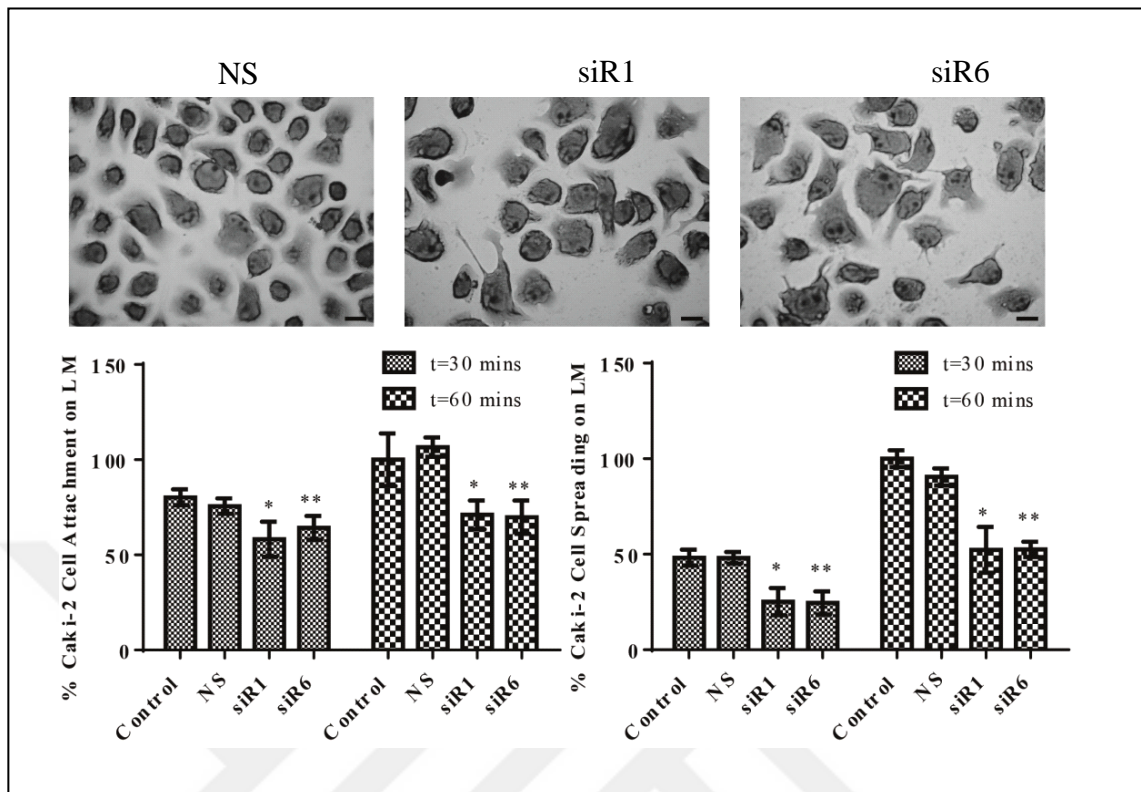 NS
siR1
siR6
% Caki-2 Cell Attachment on LM
150
100
50
0
t=30 mins
t=60 mins
*
**
*
**
Control
NS
siR1
siR6
Control
NS
siR1
siR6
% Caki-2 Cell Spreading on LM
150
100
50
0
t=30 mins
t=60 mins
*
**
*
**
Control
NS
siR1
siR6
Control
NS
siR1
siR6